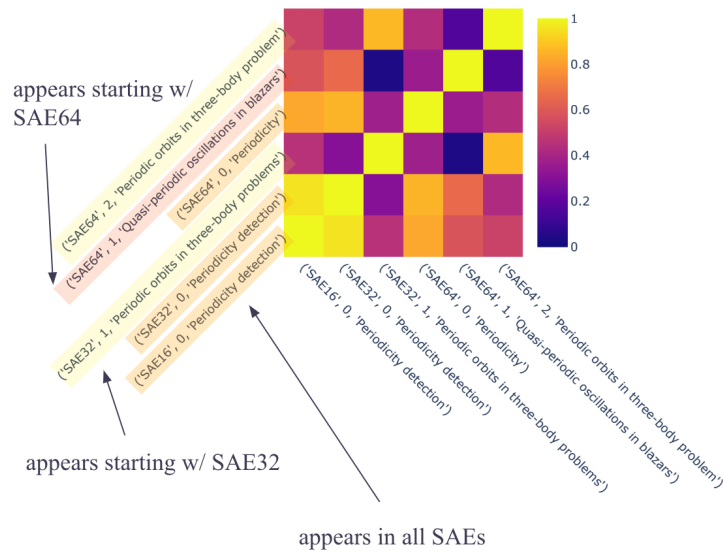 appears starting w/
SAE64
('SAE64', 2, 'Periodic orbits in three-body problem')
('SAE64', 1, 'Quasi-periodic oscillations in blazars')
('SAE64', 0, 'Periodicity')
('SAE32', 1, 'Periodic orbits in three-body problems')
('SAE32', 0, 'Periodicity detection')
('SAE16', 0, 'Periodicity detection')
1
0.8
0.6
0.4
0.2
0
('SAE16', 0, 'Periodicity detection')
('SAE32', 0, 'Periodicity detection')
('SAE32', 1, 'Periodic orbits in three-body problems')
('SAE64', 0, 'Periodicity')
('SAE64', 1, 'Quasi-periodic oscillations in blazars')
('SAE64', 2, 'Periodic orbits in three-body problem')
appears starting w/ SAE32
appears in all SAEs